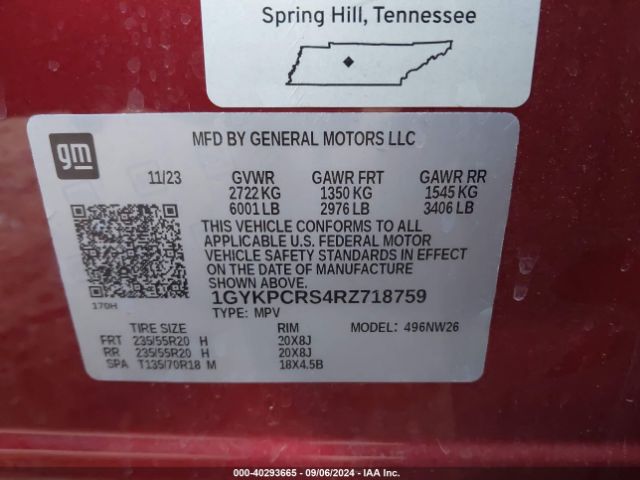 Spring Hill, Tennessee
gm
MFD BY GENERAL MOTORS LLC
11/23 GVWR GAWR FRT GAWR RR
2722 KG 1350 KG 1545 KG
6001 LB 2976 LB 3406 LB
THIS VEHICLE CONFORMS TO ALL
APPLICABLE U.S. FEDERAL MOTOR
VEHICLE SAFETY STANDARDS IN EFFECT
ON THE DATE OF MANUFACTURE
SHOWN ABOVE.
1GYKPCRS4RZ718759
170H TYPE: MPV
TIRE SIZE RIM MODEL: 496NW26
FRT 235/55R20 H 20X8J
RR 235/55R20 H 20X8J
SPA T135/70R18 M 18X4.5B
000-40293665 - 09/06/2024 - IAA Inc.